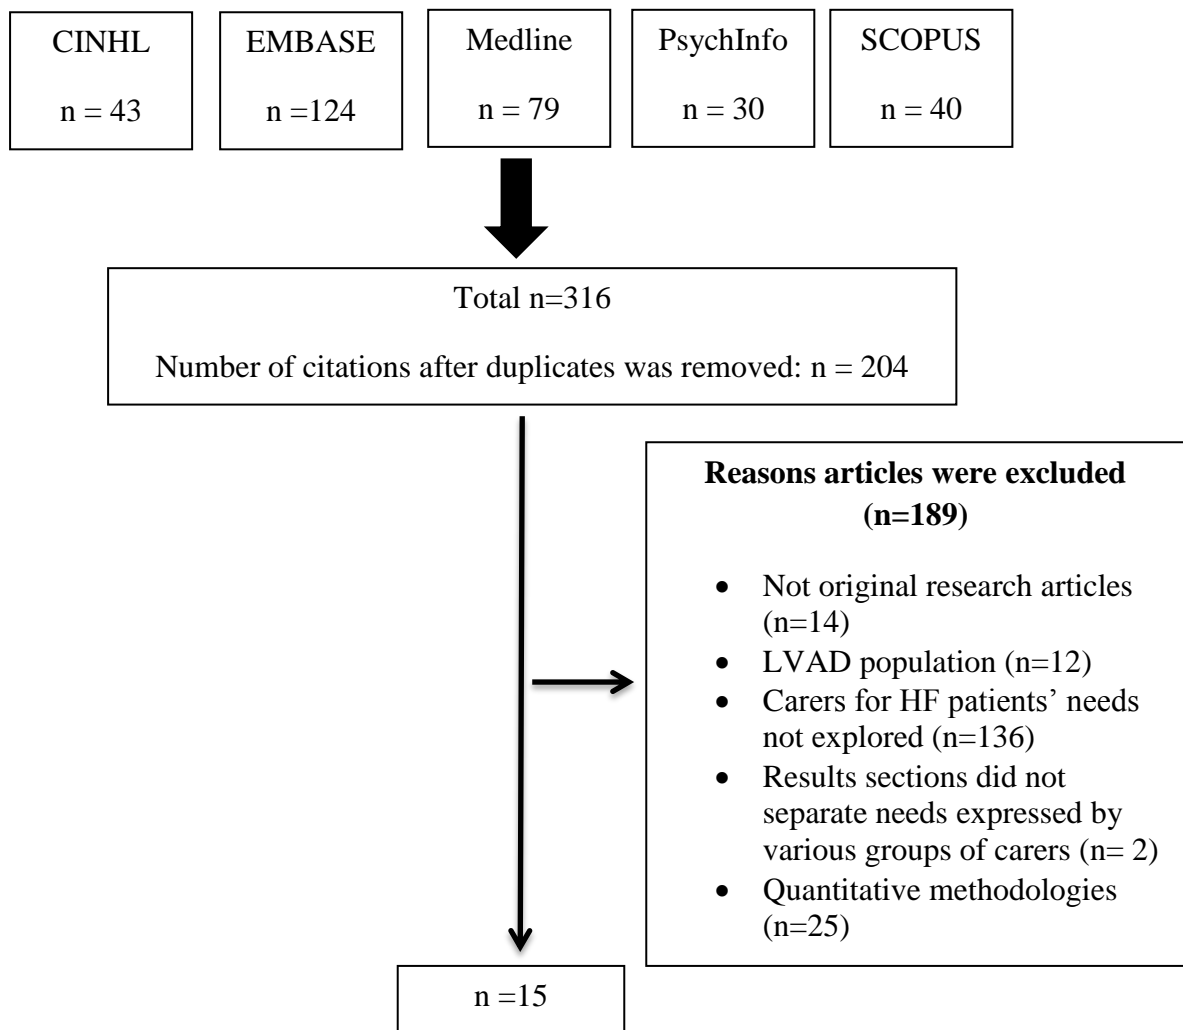 CINHL
n = 43
EMBASE
n =124
Medline
n = 79
PsychInfo
n = 30
SCOPUS
n = 40
Total n=316
Number of citations after duplicates was removed: n = 204
Reasons articles were excluded
(n=189)
• Not original research articles
(n=14)
• LVAD population (n=12)
• Carers for HF patients’ needs
not explored (n=136)
• Results sections did not
separate needs expressed by
various groups of carers (n= 2)
• Quantitative methodologies
(n=25)
n =15